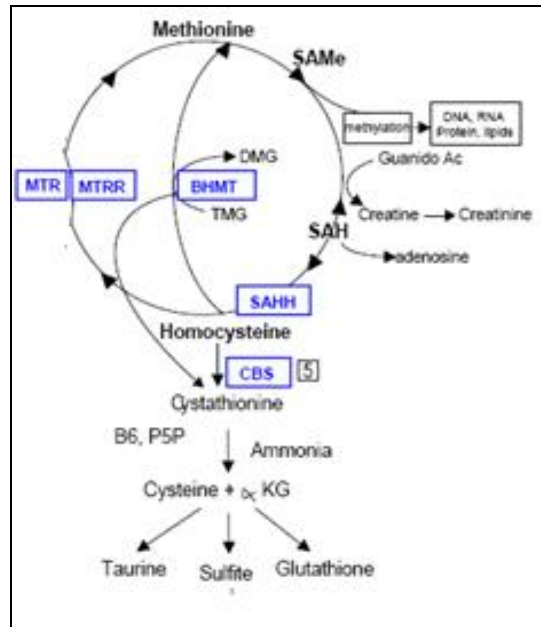 Methionine
SAMe
methylation
DNA, RNA
Protein, lipids
DMG
Guanido Ac
MTR
MTRR
BHMT
TMG
Creatine
Creatinine
SAH
adenosine
SAHH
Homocysteine
CBS
5
Cystathionine
B6, P5P
Ammonia
Cysteine + ∝ KG
Taurine
Sulfite
Glutathione